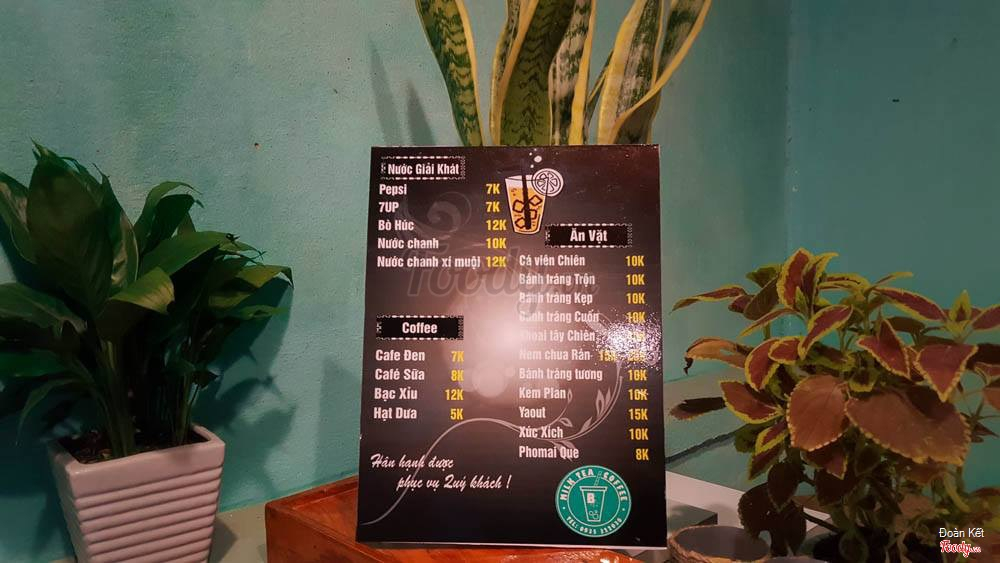 Nước Giải Khát
Pepsi 7K
7UP 7K
Bò Húc 12K
Nước chanh 10K
Nước chanh xí muội 12K
Coffee
Cafe Đen 7K
Café Sữa 8K
Bạc Xỉu 12K
Hạt Dưa 5K
Ăn Vặt
Cá viên Chiên 10K
Bánh tráng Trộn 10K
Bánh tráng Kẹp 10K
Bánh tráng Cuốn 10K
Khoai tây Chiên
Nem chua Rán
Bánh tráng tương 10K
Kem Plan 10K
Yaout 15K
Xúc Xích 10K
Phomai Que 8K
Hân hạnh được
phục vụ Quý khách !
MILK TEA COFFEE
B
TEL:
Foody
Đoàn Kết
Foody.vn